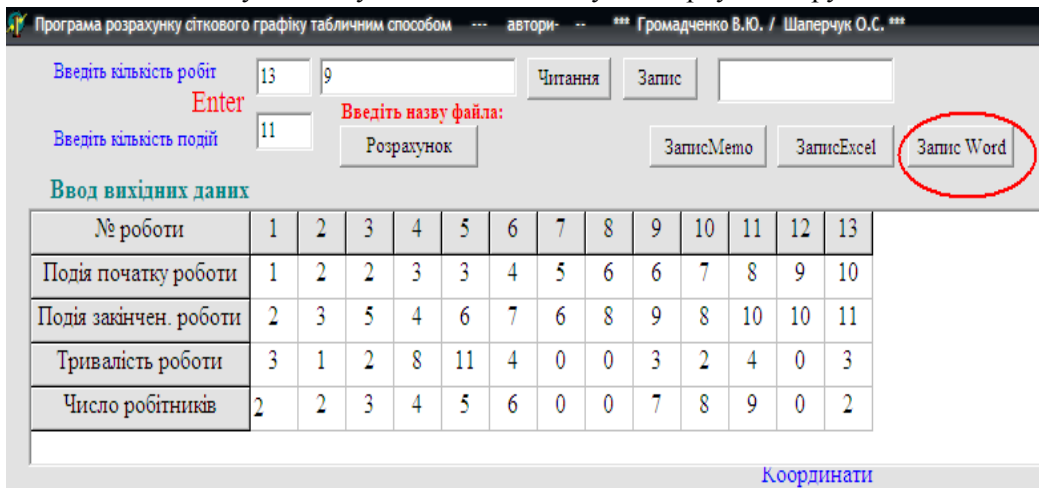 Програма розрахунку сіткового графіку табличним способом --- автори- -- *** Громадченко В.Ю. / Шаперчук О.С. ***
Введіть кількість робіт 13 9 Читання Запис
Enter
Введіть назву файла:
Введіть кількість подій 11 Розрахунок ЗаписMemo ЗаписExcel Запис Word
Ввод вихідних даних
№ роботи 1 2 3 4 5 6 7 8 9 10 11 12 13
Подія початку роботи 1 2 2 3 3 4 5 6 6 7 8 9 10
Подія закінчен. роботи 2 3 5 4 6 7 6 8 9 8 10 10 11
Тривалість роботи 3 1 2 8 11 4 0 0 3 2 4 0 3
Число робітників 2 2 3 4 5 6 0 0 7 8 9 0 2
Координати